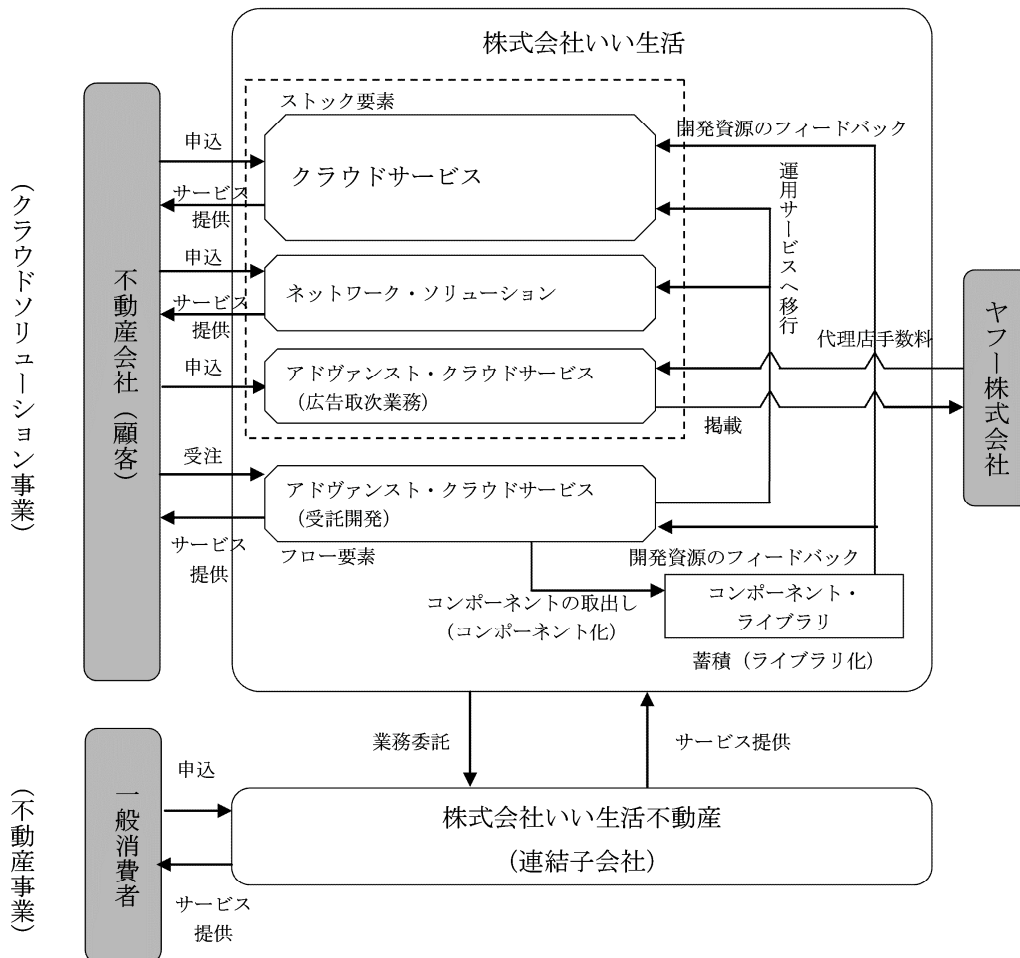 株式会社いい生活
ストック要素
開発資源のフィードバック
申込
クラウドサービス
サービス
提供
運用サービスへ移行
申込
ネットワーク・ソリューション
サービス
提供
代理店手数料
申込
アドヴァンスト・クラウドサービス
(広告取次業務)
掲載
受注
アドヴァンスト・クラウドサービス
(受託開発)
サービス
提供
フロー要素
開発資源のフィードバック
コンポーネントの取出し
(コンポーネント化)
コンポーネント・
ライブラリ
蓄積(ライブラリ化)
(クラウドソリューション事業)
不動産会社(顧客)
ヤフー株式会社
業務委託
サービス提供
(不動産事業)
一般消費者
申込
サービス
提供
株式会社いい生活不動産
(連結子会社)